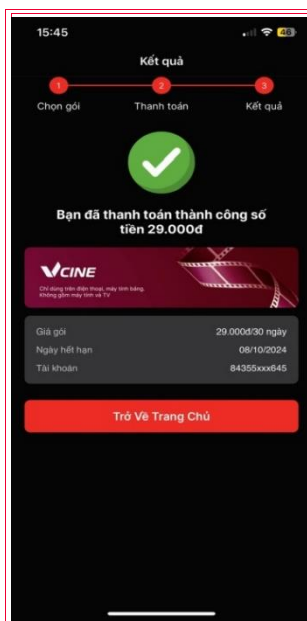 15:45
46
Kết quả
1
2
3
Chọn gói
Thanh toán
Kết quả
Bạn đã thanh toán thành công số
tiền 29.000đ
VCINE
Chỉ dùng trên điện thoại, máy tính bảng.
Không gồm máy tính và TV
Giá gói
29.000đ/30 ngày
Ngày hết hạn
08/10/2024
Tài khoản
84355xxx645
Trở Về Trang Chủ